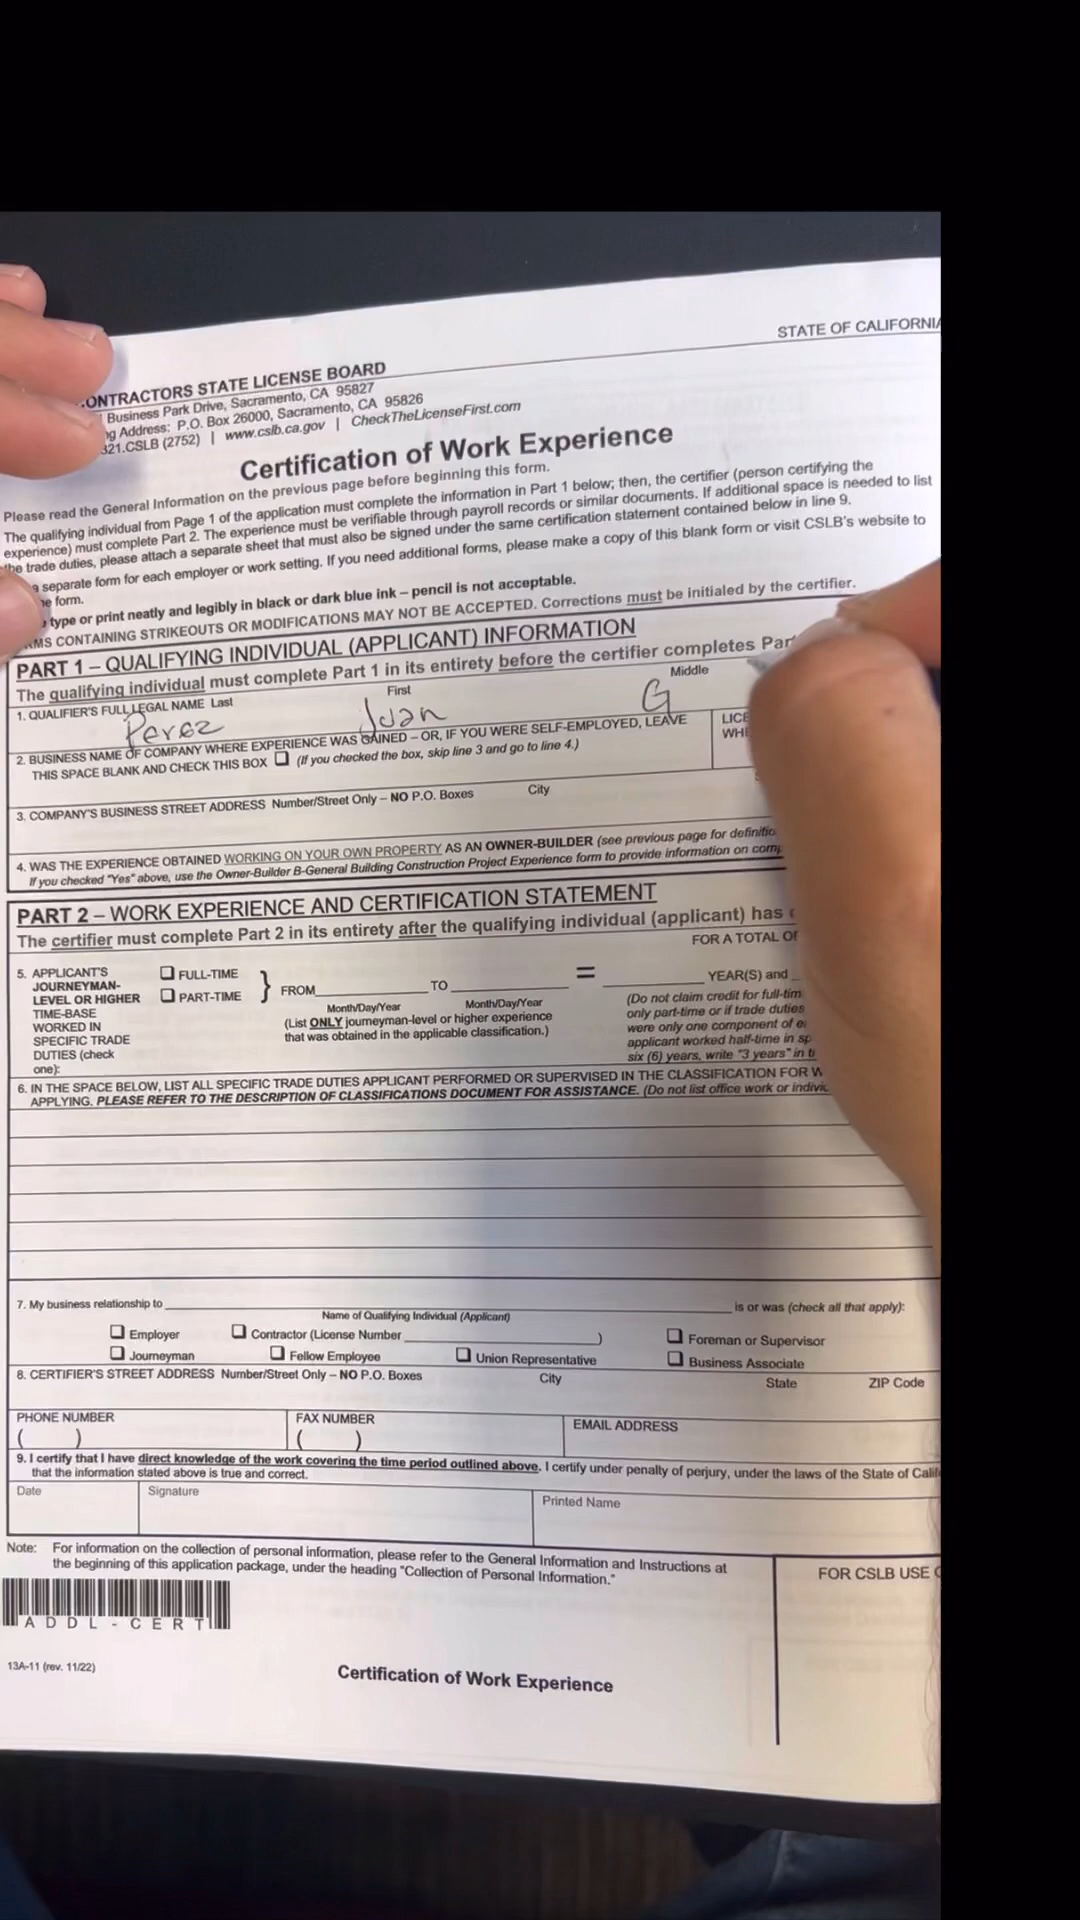 STATE OF CALIFORNIA
CONTRACTORS STATE LICENSE BOARD
Business Park Drive, Sacramento, CA 95827
Address: P.O. Box 26000, Sacramento, CA 95826
321.CSLB (2752) | www.cslb.ca.gov | CheckTheLicenseFirst.com
Certification of Work Experience
Please read the General Information on the previous page before beginning this form.
The qualifying individual from Page 1 of the application must complete the information in Part 1 below; then, the certifier (person certifying the
experience) must complete Part 2. The experience must be verifiable through payroll records or similar documents. If additional space is needed to list
the trade duties, please attach a separate sheet that must also be signed under the same certification statement contained below in line 9.
a separate form for each employer or work setting. If you need additional forms, please make a copy of this blank form or visit CSLB's website to
form.
type or print neatly and legibly in black or dark blue ink – pencil is not acceptable.
CONTAINING STRIKEOUTS OR MODIFICATIONS MAY NOT BE ACCEPTED. Corrections must be initialed by the certifier.
PART 1 – QUALIFYING INDIVIDUAL (APPLICANT) INFORMATION
The qualifying individual must complete Part 1 in its entirety before the certifier completes Par
1. QUALIFIER'S FULL LEGAL NAME Last First Middle
Perez Juan G
2. BUSINESS NAME OF COMPANY WHERE EXPERIENCE WAS GAINED – OR, IF YOU WERE SELF-EMPLOYED, LEAVE
THIS SPACE BLANK AND CHECK THIS BOX (If you checked the box, skip line 3 and go to line 4.)
LICE
WHE
3. COMPANY'S BUSINESS STREET ADDRESS Number/Street Only – NO P.O. Boxes City
4. WAS THE EXPERIENCE OBTAINED WORKING ON YOUR OWN PROPERTY AS AN OWNER-BUILDER (see previous page for definitio
If you checked "Yes" above, use the Owner-Builder B-General Building Construction Project Experience form to provide information on comp
PART 2 – WORK EXPERIENCE AND CERTIFICATION STATEMENT
The certifier must complete Part 2 in its entirety after the qualifying individual (applicant) has
FOR A TOTAL OF
5. APPLICANT'S
JOURNEYMAN-
LEVEL OR HIGHER
TIME-BASE
WORKED IN
SPECIFIC TRADE
DUTIES (check
one):
FULL-TIME
PART-TIME
} FROM TO = YEAR(S) and
Month/Day/Year Month/Day/Year
(List ONLY journeyman-level or higher experience
that was obtained in the applicable classification.)
(Do not claim credit for full-tim
only part-time or if trade duties
were only one component of e
applicant worked half-time in sp
six (6) years, write "3 years" in
6. IN THE SPACE BELOW, LIST ALL SPECIFIC TRADE DUTIES APPLICANT PERFORMED OR SUPERVISED IN THE CLASSIFICATION FOR W
APPLYING. PLEASE REFER TO THE DESCRIPTION OF CLASSIFICATIONS DOCUMENT FOR ASSISTANCE. (Do not list office work or indivi
7. My business relationship to is or was (check all that apply):
Name of Qualifying Individual (Applicant)
Employer Contractor (License Number ) Foreman or Supervisor
Journeyman Fellow Employee Union Representative Business Associate
8. CERTIFIER'S STREET ADDRESS Number/Street Only – NO P.O. Boxes City State ZIP Code
PHONE NUMBER FAX NUMBER EMAIL ADDRESS
( ) ( )
9. I certify that I have direct knowledge of the work covering the time period outlined above. I certify under penalty of perjury, under the laws of the State of Calif
that the information stated above is true and correct.
Date Signature Printed Name
Note: For information on the collection of personal information, please refer to the General Information and Instructions at
the beginning of this application package, under the heading "Collection of Personal Information."
FOR CSLB USE
ADDL-CERT
13A-11 (rev. 11/22)
Certification of Work Experience